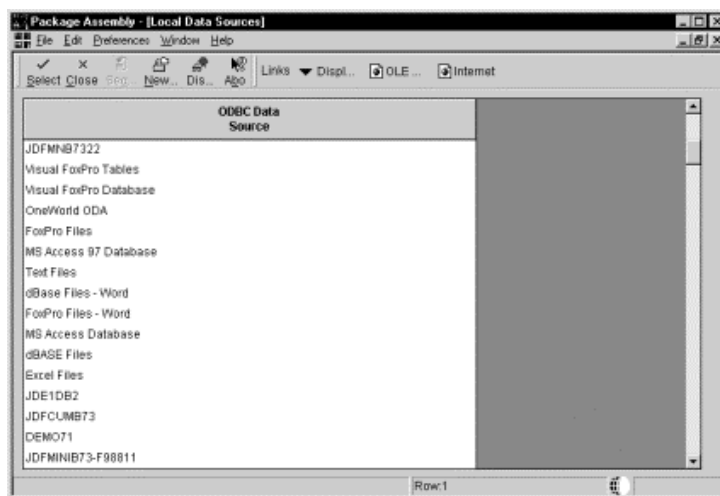 Package Assembly - [Local Data Sources]
File Edit Preferences Window Help
Select Close Seq... New... Dis... Abo Links Displ... OLE ... Internet
ODBC Data
Source
JDFMNB7322
Visual FoxPro Tables
Visual FoxPro Database
OneWorld ODA
FoxPro Files
MS Access 97 Database
Text Files
dBase Files - Word
FoxPro Files - Word
MS Access Database
dBASE Files
Excel Files
JDE1DB2
JDFCUMB73
DEMO71
JDFMINIB73-F98811
Row:1